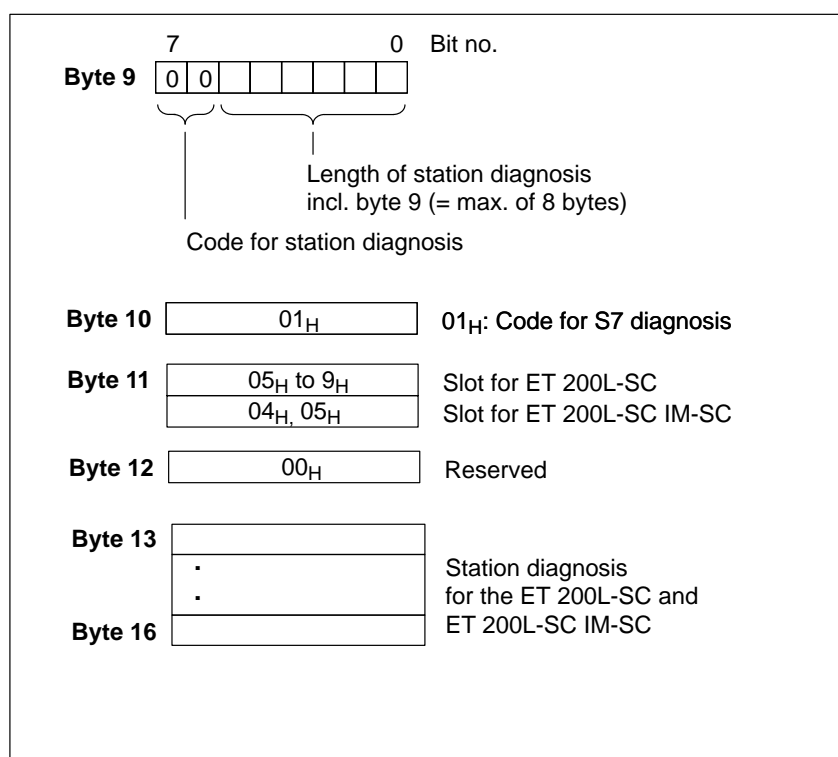 7 0 Bit no.
Byte 9 0 0
Length of station diagnosis
incl. byte 9 (= max. of 8 bytes)
Code for station diagnosis
Byte 10 01H 01H: Code for S7 diagnosis
Byte 11 05H to 9H Slot for ET 200L-SC
04H, 05H Slot for ET 200L-SC IM-SC
Byte 12 00H Reserved
Byte 13
Station diagnosis
for the ET 200L-SC and
Byte 16 ET 200L-SC IM-SC